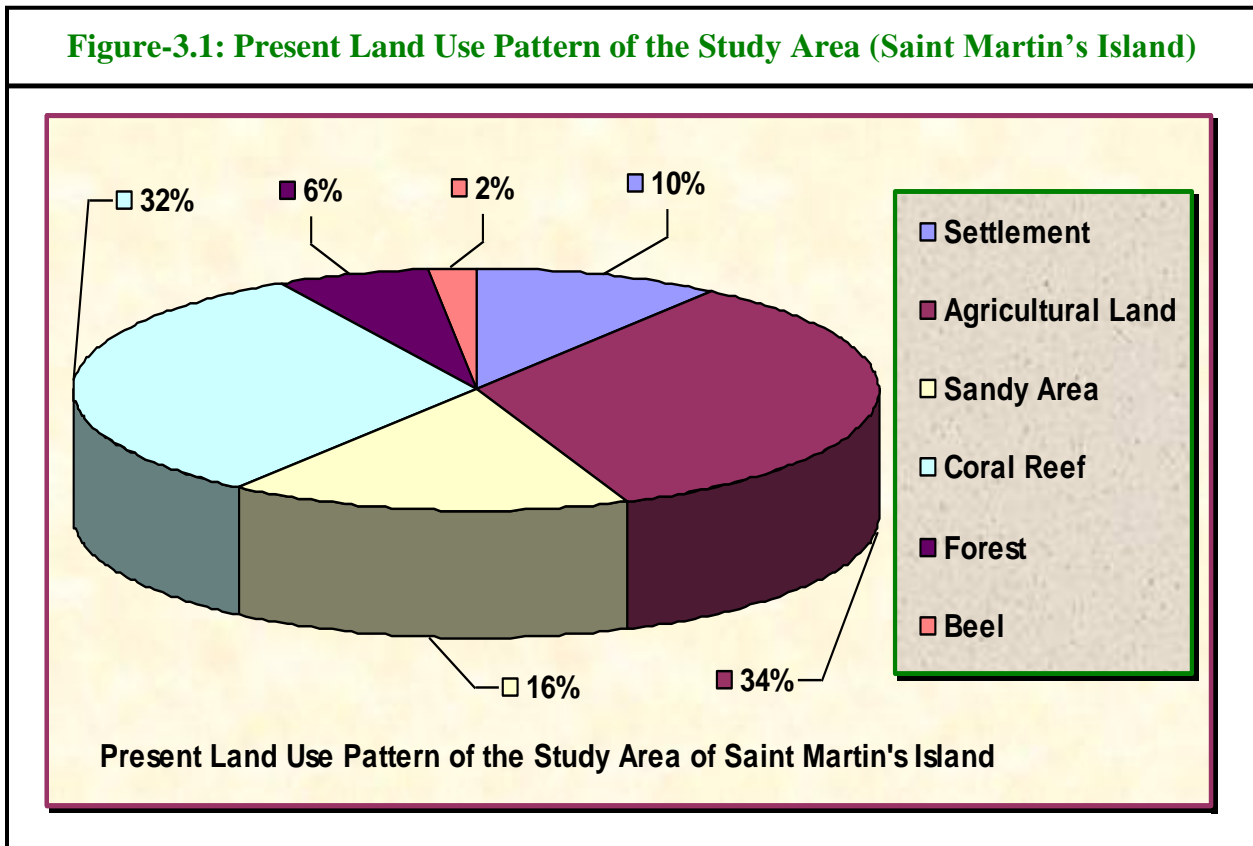 Figure-3.1: Present Land Use Pattern of the Study Area (Saint Martin’s Island)
32%
6%
2%
10%
Settlement
Agricultural Land
Sandy Area
Coral Reef
Forest
Beel
16%
34%
Present Land Use Pattern of the Study Area of Saint Martin's Island